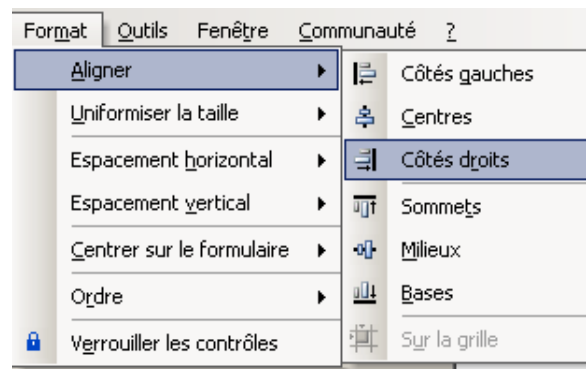 Format Outils Fenêtre Communauté ?
Aligner
Uniformiser la taille
Espacement horizontal
Espacement vertical
Centrer sur le formulaire
Ordre
Verrouiller les contrôles
Côtés gauches
Centres
Côtés droits
Sommets
Milieux
Bases
Sur la grille